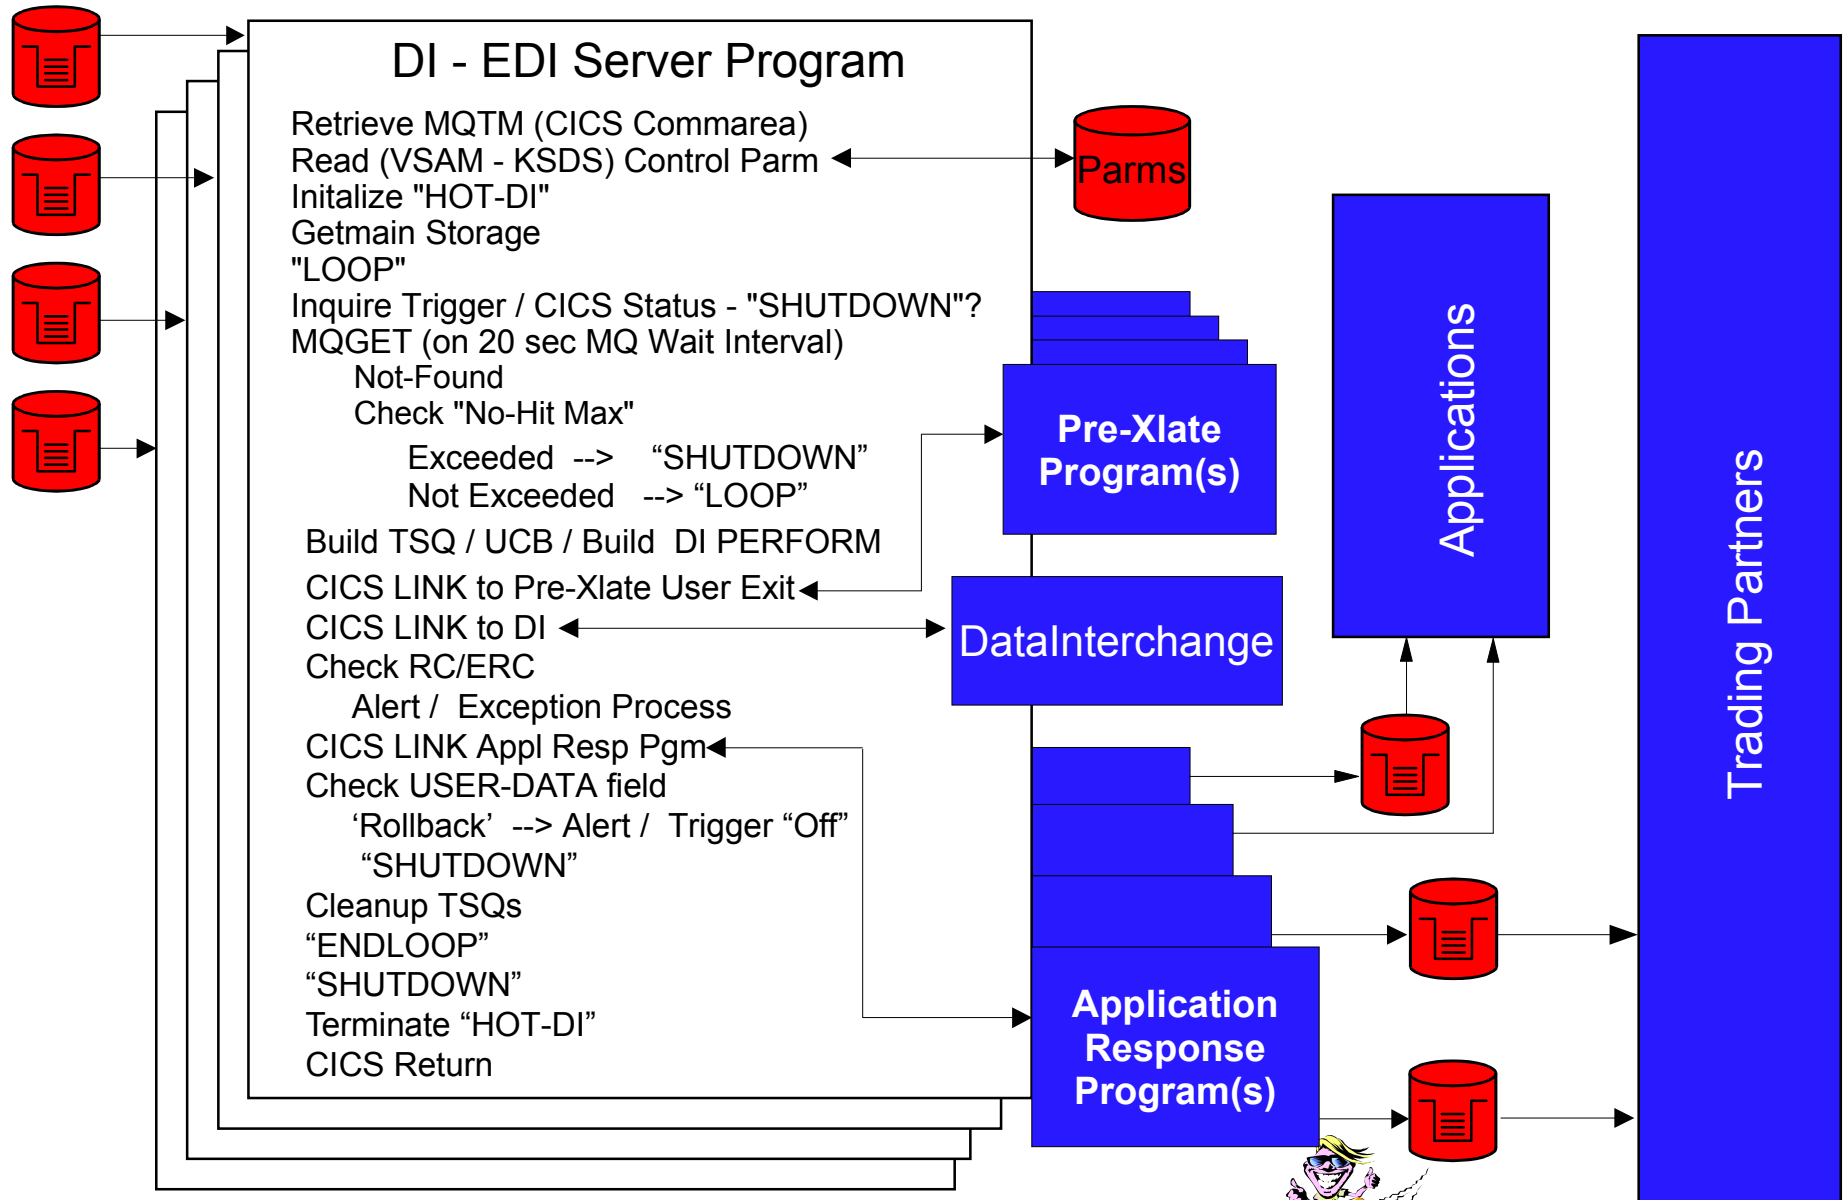 DI - EDI Server Program
Retrieve MQTM (CICS Commarea)
Read (VSAM - KSDS) Control Parm
Initalize "HOT-DI"
Getmain Storage
"LOOP"
Inquire Trigger / CICS Status - "SHUTDOWN"?
MQGET (on 20 sec MQ Wait Interval)
Not-Found
Check "No-Hit Max"
Exceeded --> “SHUTDOWN”
Not Exceeded --> “LOOP”
Build TSQ / UCB / Build DI PERFORM
CICS LINK to Pre-Xlate User Exit
CICS LINK to DI
Check RC/ERC
Alert / Exception Process
CICS LINK Appl Resp Pgm
Check USER-DATA field
‘Rollback’ --> Alert / Trigger “Off”
“SHUTDOWN”
Cleanup TSQs
“ENDLOOP”
“SHUTDOWN”
Terminate “HOT-DI”
CICS Return
Parms
Pre-Xlate
Program(s)
DataInterchange
Application
Response
Program(s)
Applications
Trading Partners